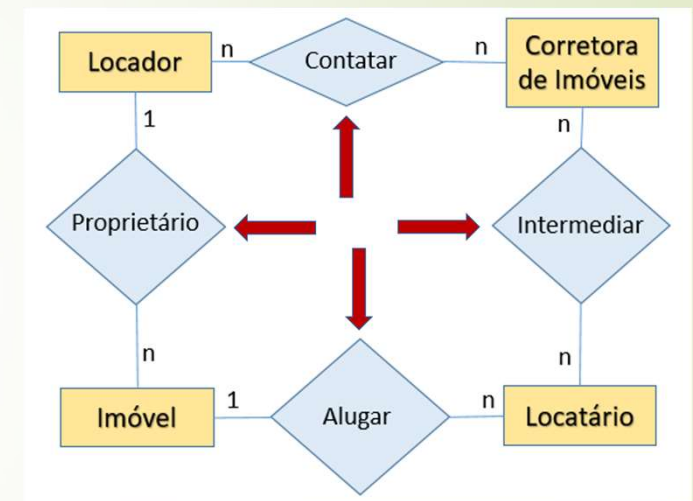 Locador
n
Contatar
n
Corretora
de Imóveis
1
n
Proprietário
Intermediar
n
n
Imóvel
1
Alugar
n
Locatário